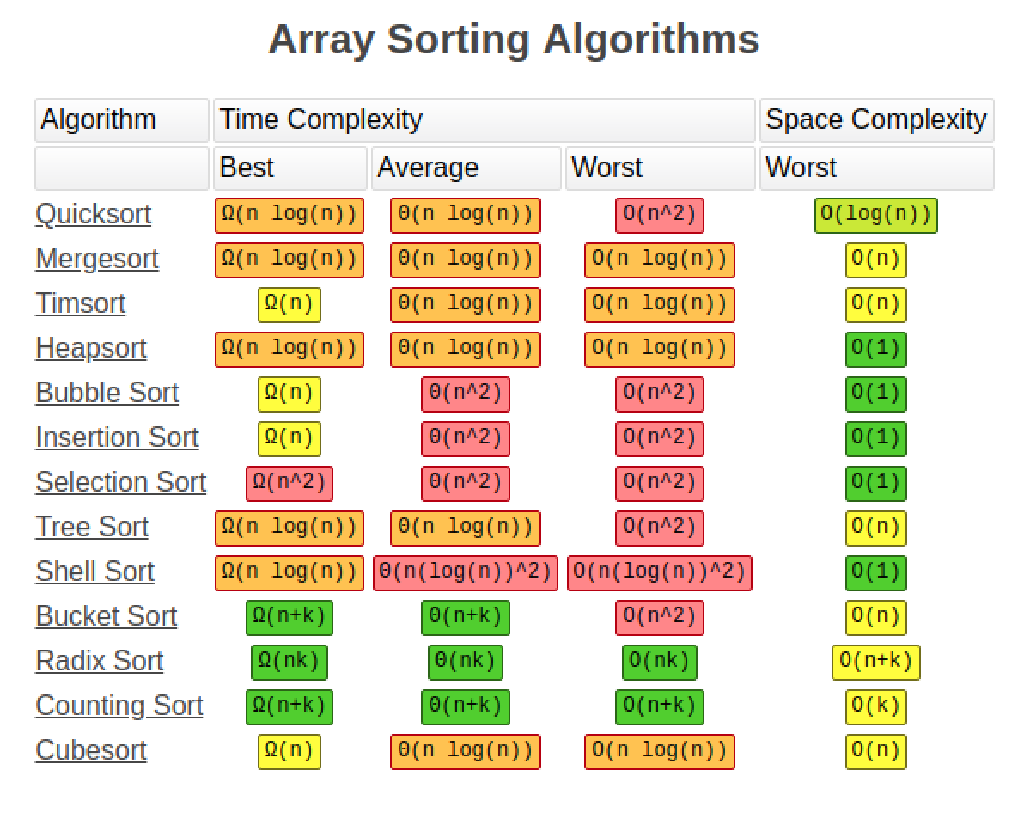 Array Sorting Algorithms
Algorithm Time Complexity Space Complexity
Best Average Worst Worst
Quicksort Ω(n log(n)) Θ(n log(n)) O(n^2) O(log(n))
Mergesort Ω(n log(n)) Θ(n log(n)) O(n log(n)) O(n)
Timsort Ω(n) Θ(n log(n)) O(n log(n)) O(n)
Heapsort Ω(n log(n)) Θ(n log(n)) O(n log(n)) O(1)
Bubble Sort Ω(n) Θ(n^2) O(n^2) O(1)
Insertion Sort Ω(n) Θ(n^2) O(n^2) O(1)
Selection Sort Ω(n^2) Θ(n^2) O(n^2) O(1)
Tree Sort Ω(n log(n)) Θ(n log(n)) O(n^2) O(n)
Shell Sort Ω(n log(n)) Θ(n(log(n))^2) O(n(log(n))^2) O(1)
Bucket Sort Ω(n+k) Θ(n+k) O(n^2) O(n)
Radix Sort Ω(nk) Θ(nk) O(nk) O(n+k)
Counting Sort Ω(n+k) Θ(n+k) O(n+k) O(k)
Cubesort Ω(n) Θ(n log(n)) O(n log(n)) O(n)